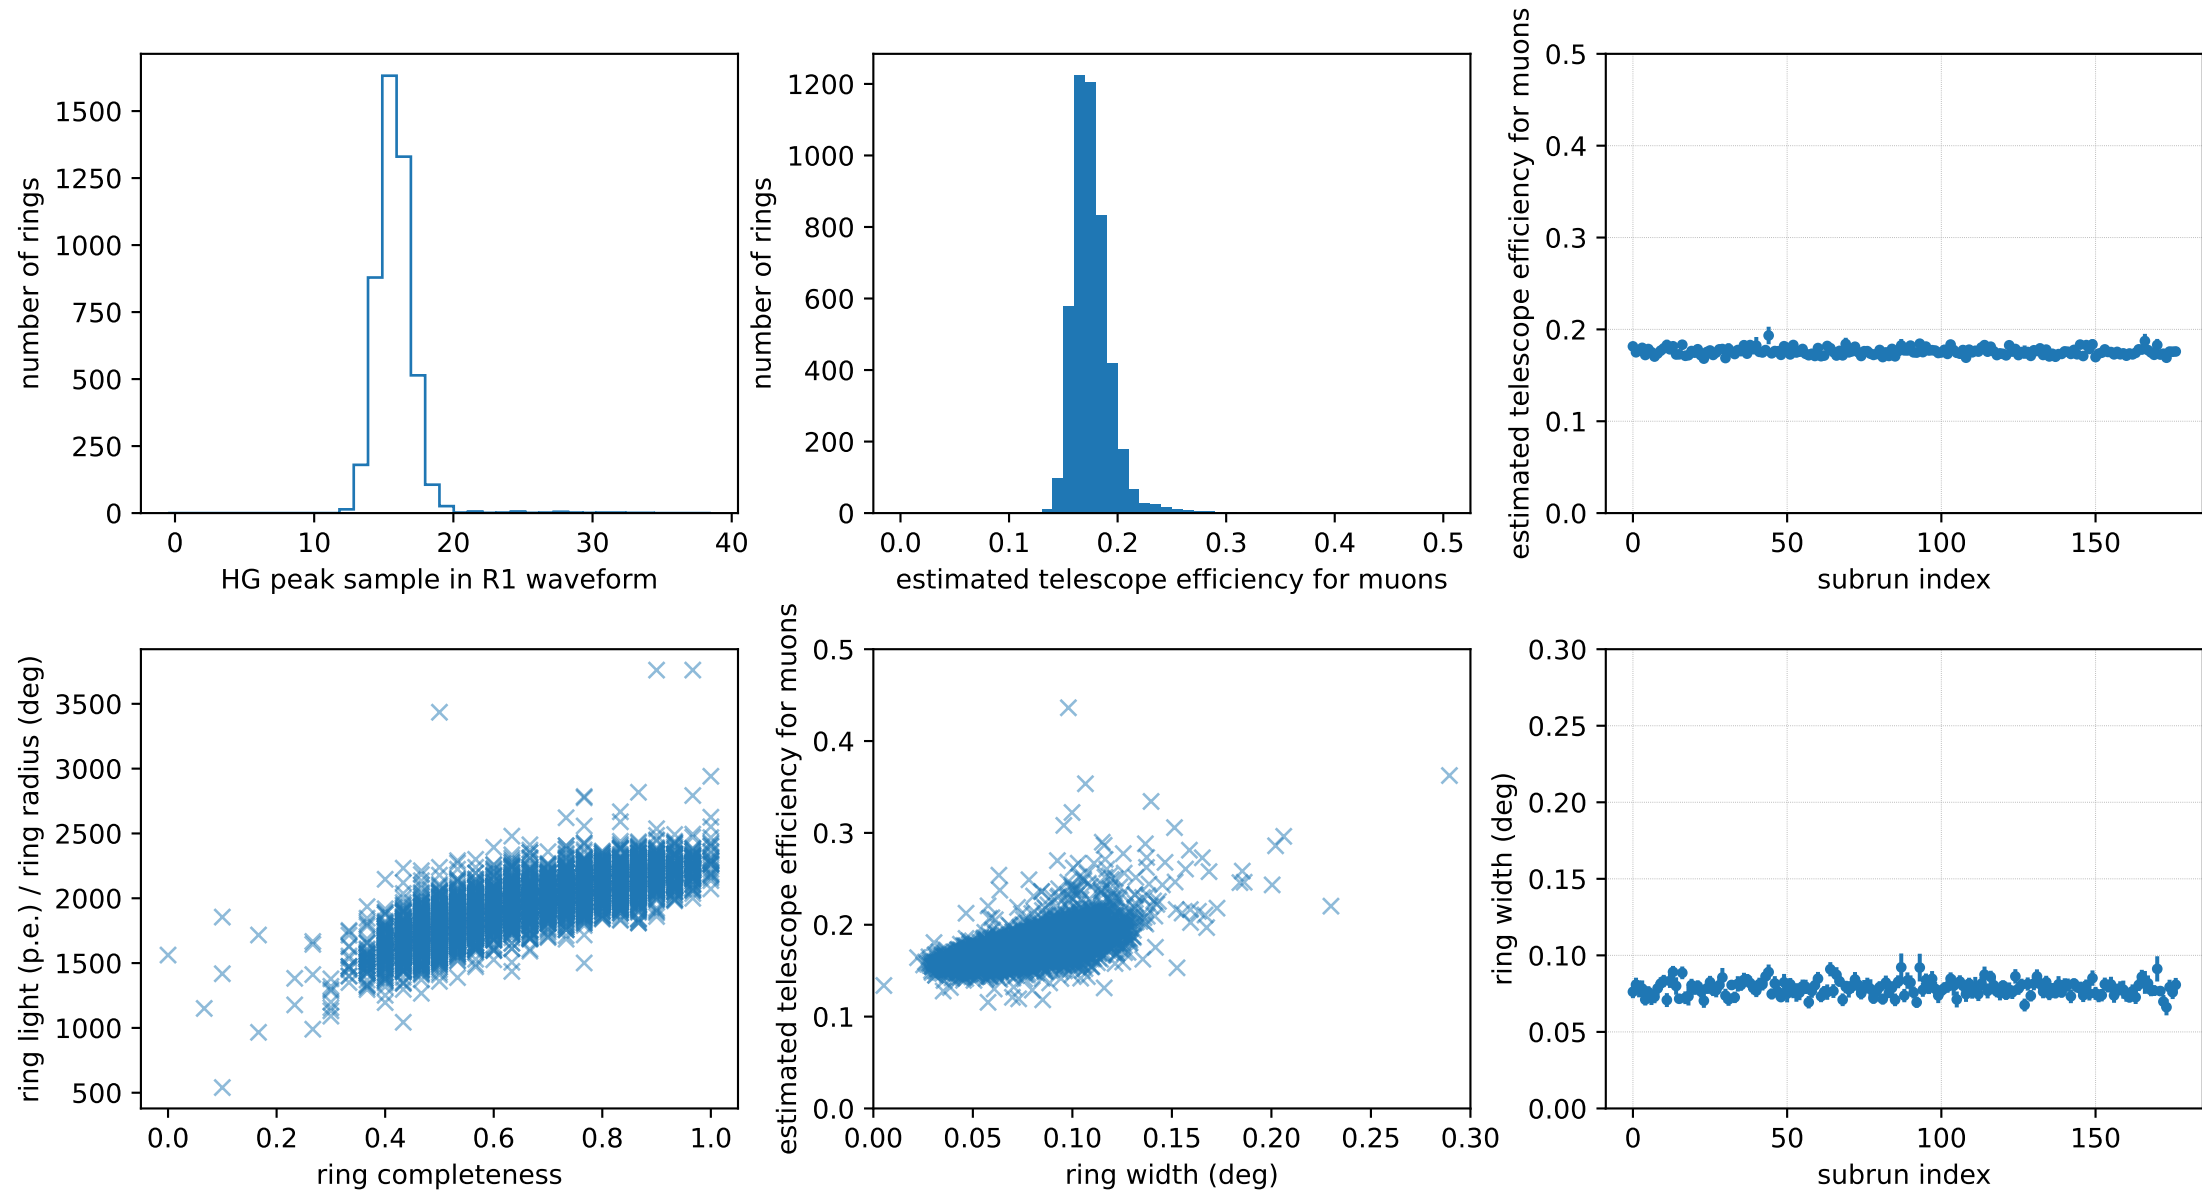 number of rings
1500
1250
1000
750
500
250
0
0 10 20 30 40
HG peak sample in R1 waveform
number of rings
1200
1000
800
600
400
200
0
0.0 0.1 0.2 0.3 0.4 0.5
estimated telescope efficiency for muons
estimated telescope efficiency for muons
0.5
0.4
0.3
0.2
0.1
0.0
0 50 100 150
subrun index
ring light (p.e.) / ring radius (deg)
3500
3000
2500
2000
1500
1000
500
0.0 0.2 0.4 0.6 0.8 1.0
ring completeness
estimated telescope efficiency for muons
0.5
0.4
0.3
0.2
0.1
0.0
0.00 0.05 0.10 0.15 0.20 0.25 0.30
ring width (deg)
ring width (deg)
0.30
0.25
0.20
0.15
0.10
0.05
0.00
0 50 100 150
subrun index